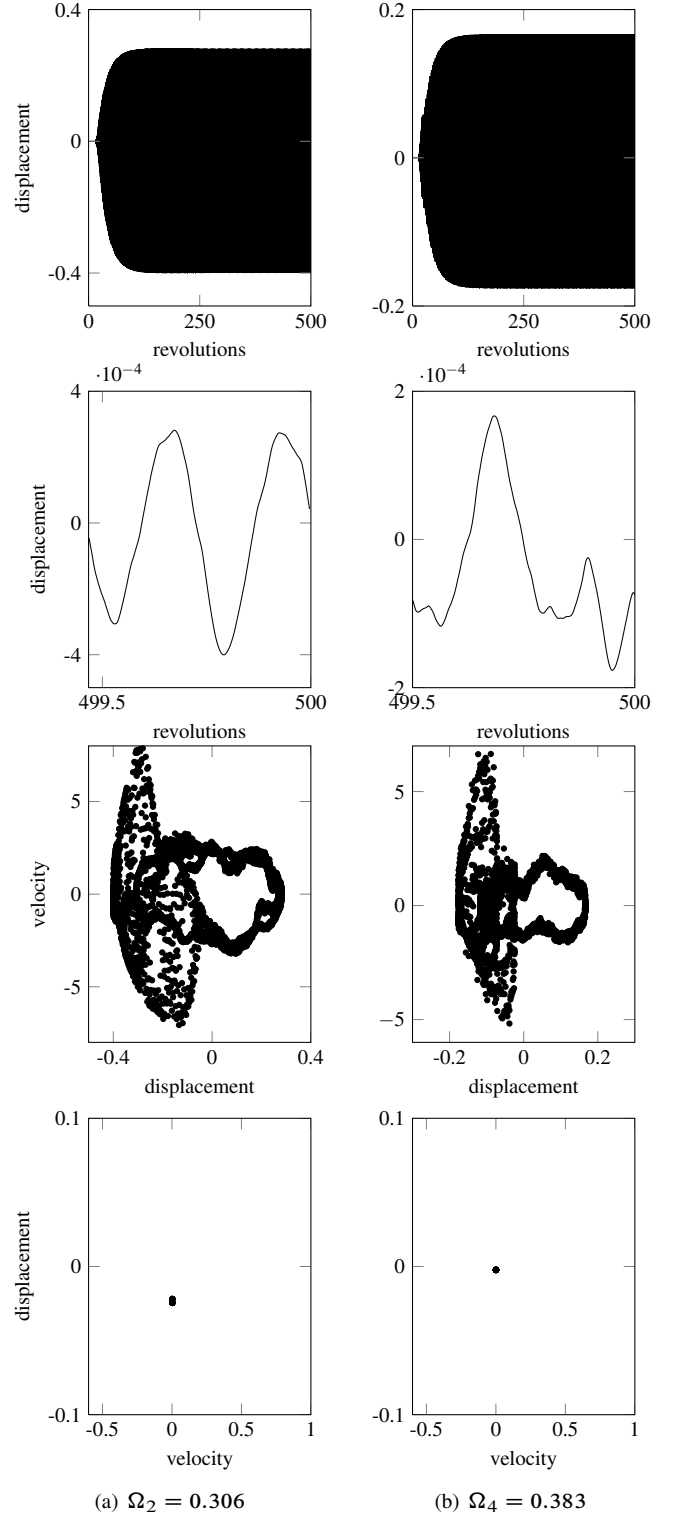 0.4
0
-0.4
displacement
0 250 500
revolutions
0.2
0
-0.2
0 250 500
revolutions
·10−4
4
0
-4
displacement
499.5 500
revolutions
·10−4
2
0
-2
499.5 500
revolutions
5
0
-5
velocity
-0.4 0 0.4
displacement
5
0
−5
-0.2 0 0.2
displacement
0.1
0
-0.1
displacement
-0.5 0 0.5 1
velocity
0.2
0
-0.1
-0.5 0 0.5 1
velocity
(a) Ω2 = 0.306
(b) Ω4 = 0.383